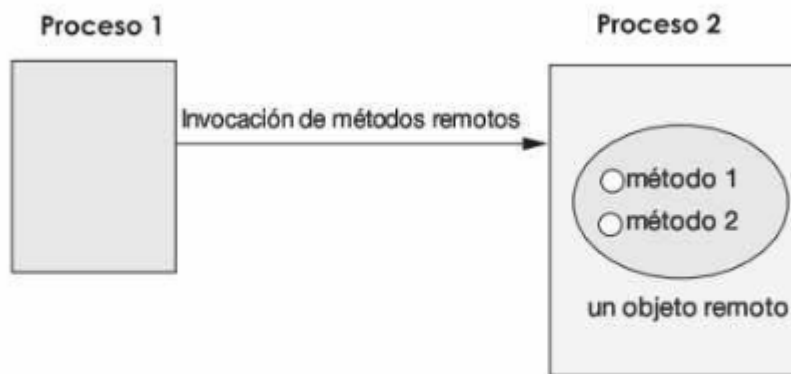 Proceso 1
Proceso 2
Invocación de métodos remotos
método 1
método 2
un objeto remoto